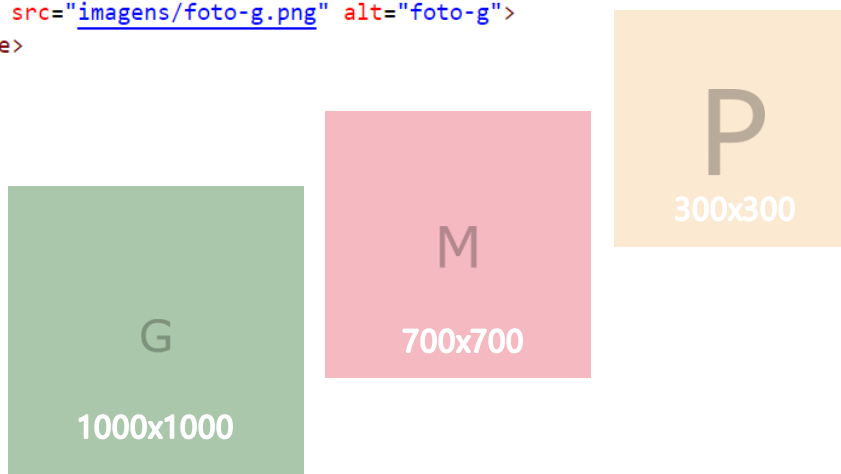 src="imagens/foto-g.png" alt="foto-g">
e>
P
300x300
M
700x700
G
1000x1000